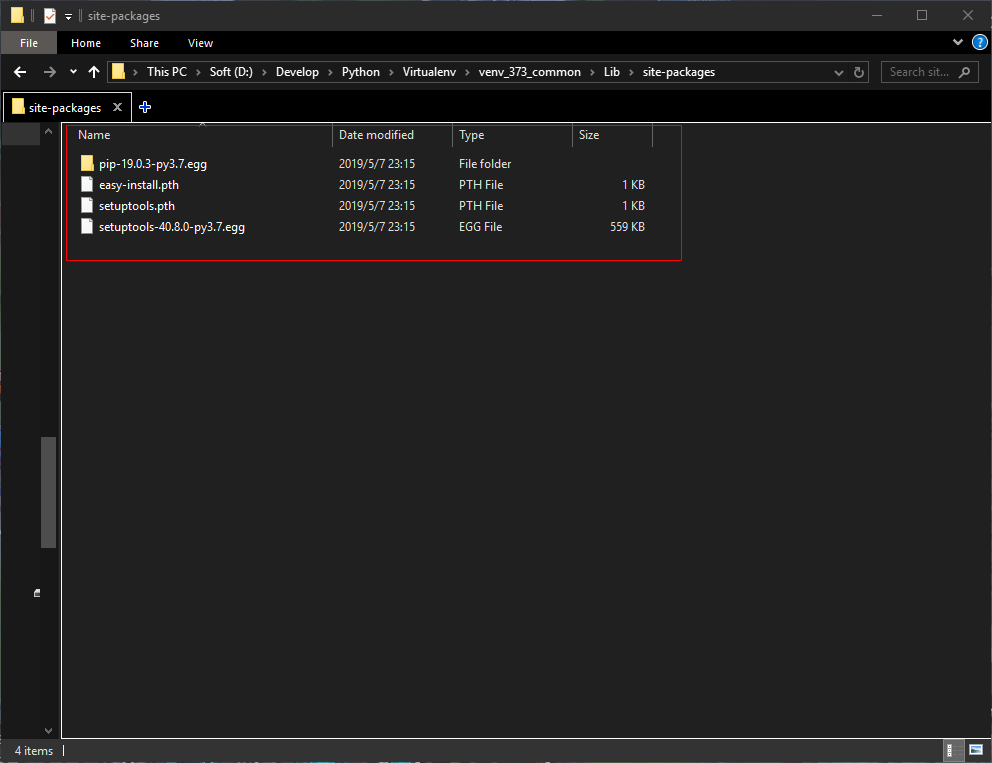 site-packages
File Home Share View
This PC Soft (D:) Develop Python Virtualenv venv_373_common Lib site-packages Search sit...
site-packages
Name Date modified Type Size
pip-19.0.3-py3.7.egg 2019/5/7 23:15 File folder
easy-install.pth 2019/5/7 23:15 PTH File 1 KB
setuptools.pth 2019/5/7 23:15 PTH File 1 KB
setuptools-40.8.0-py3.7.egg 2019/5/7 23:15 EGG File 559 KB
4 items